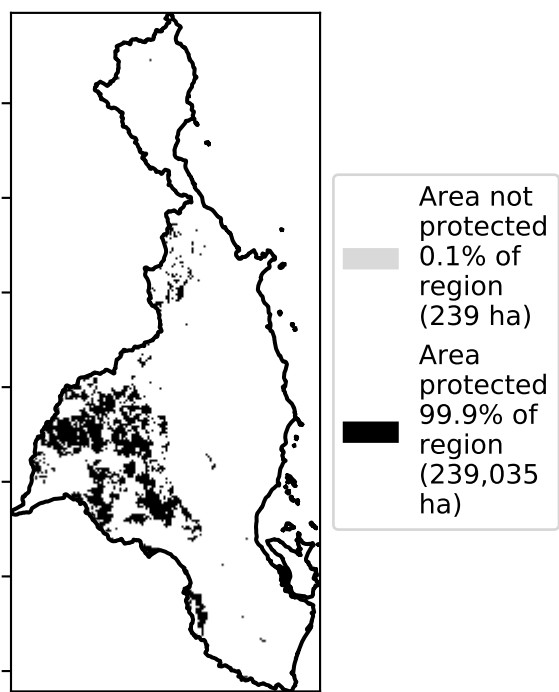 Area not
protected
0.1% of
region
(239 ha)
Area
protected
99.9% of
region
(239,035
ha)